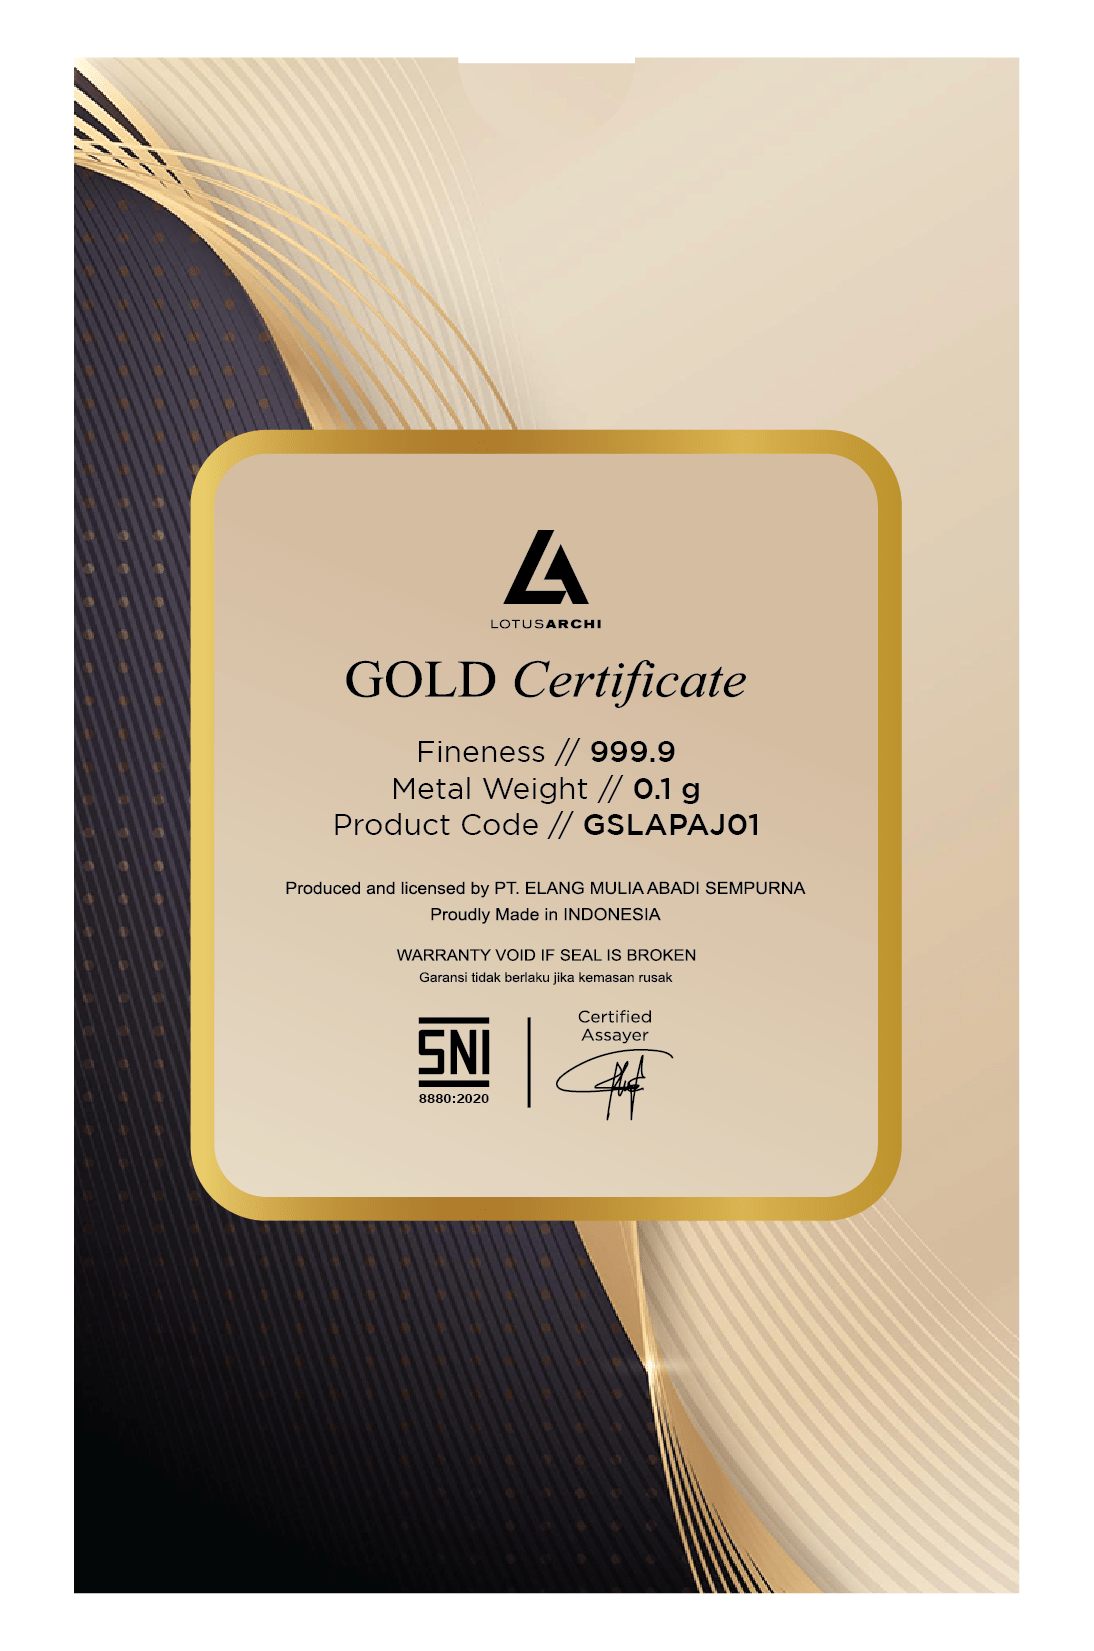 LOTUSARCHI
GOLD Certificate
Fineness // 999.9
Metal Weight // 0.1 g
Product Code // GSLAPAJ01
Produced and licensed by PT. ELANG MULIA ABADI SEMPURNA
Proudly Made in INDONESIA
WARRANTY VOID IF SEAL IS BROKEN
Garansi tidak berlaku jika kemasan rusak
SNI
8880:2020
Certified
Assayer